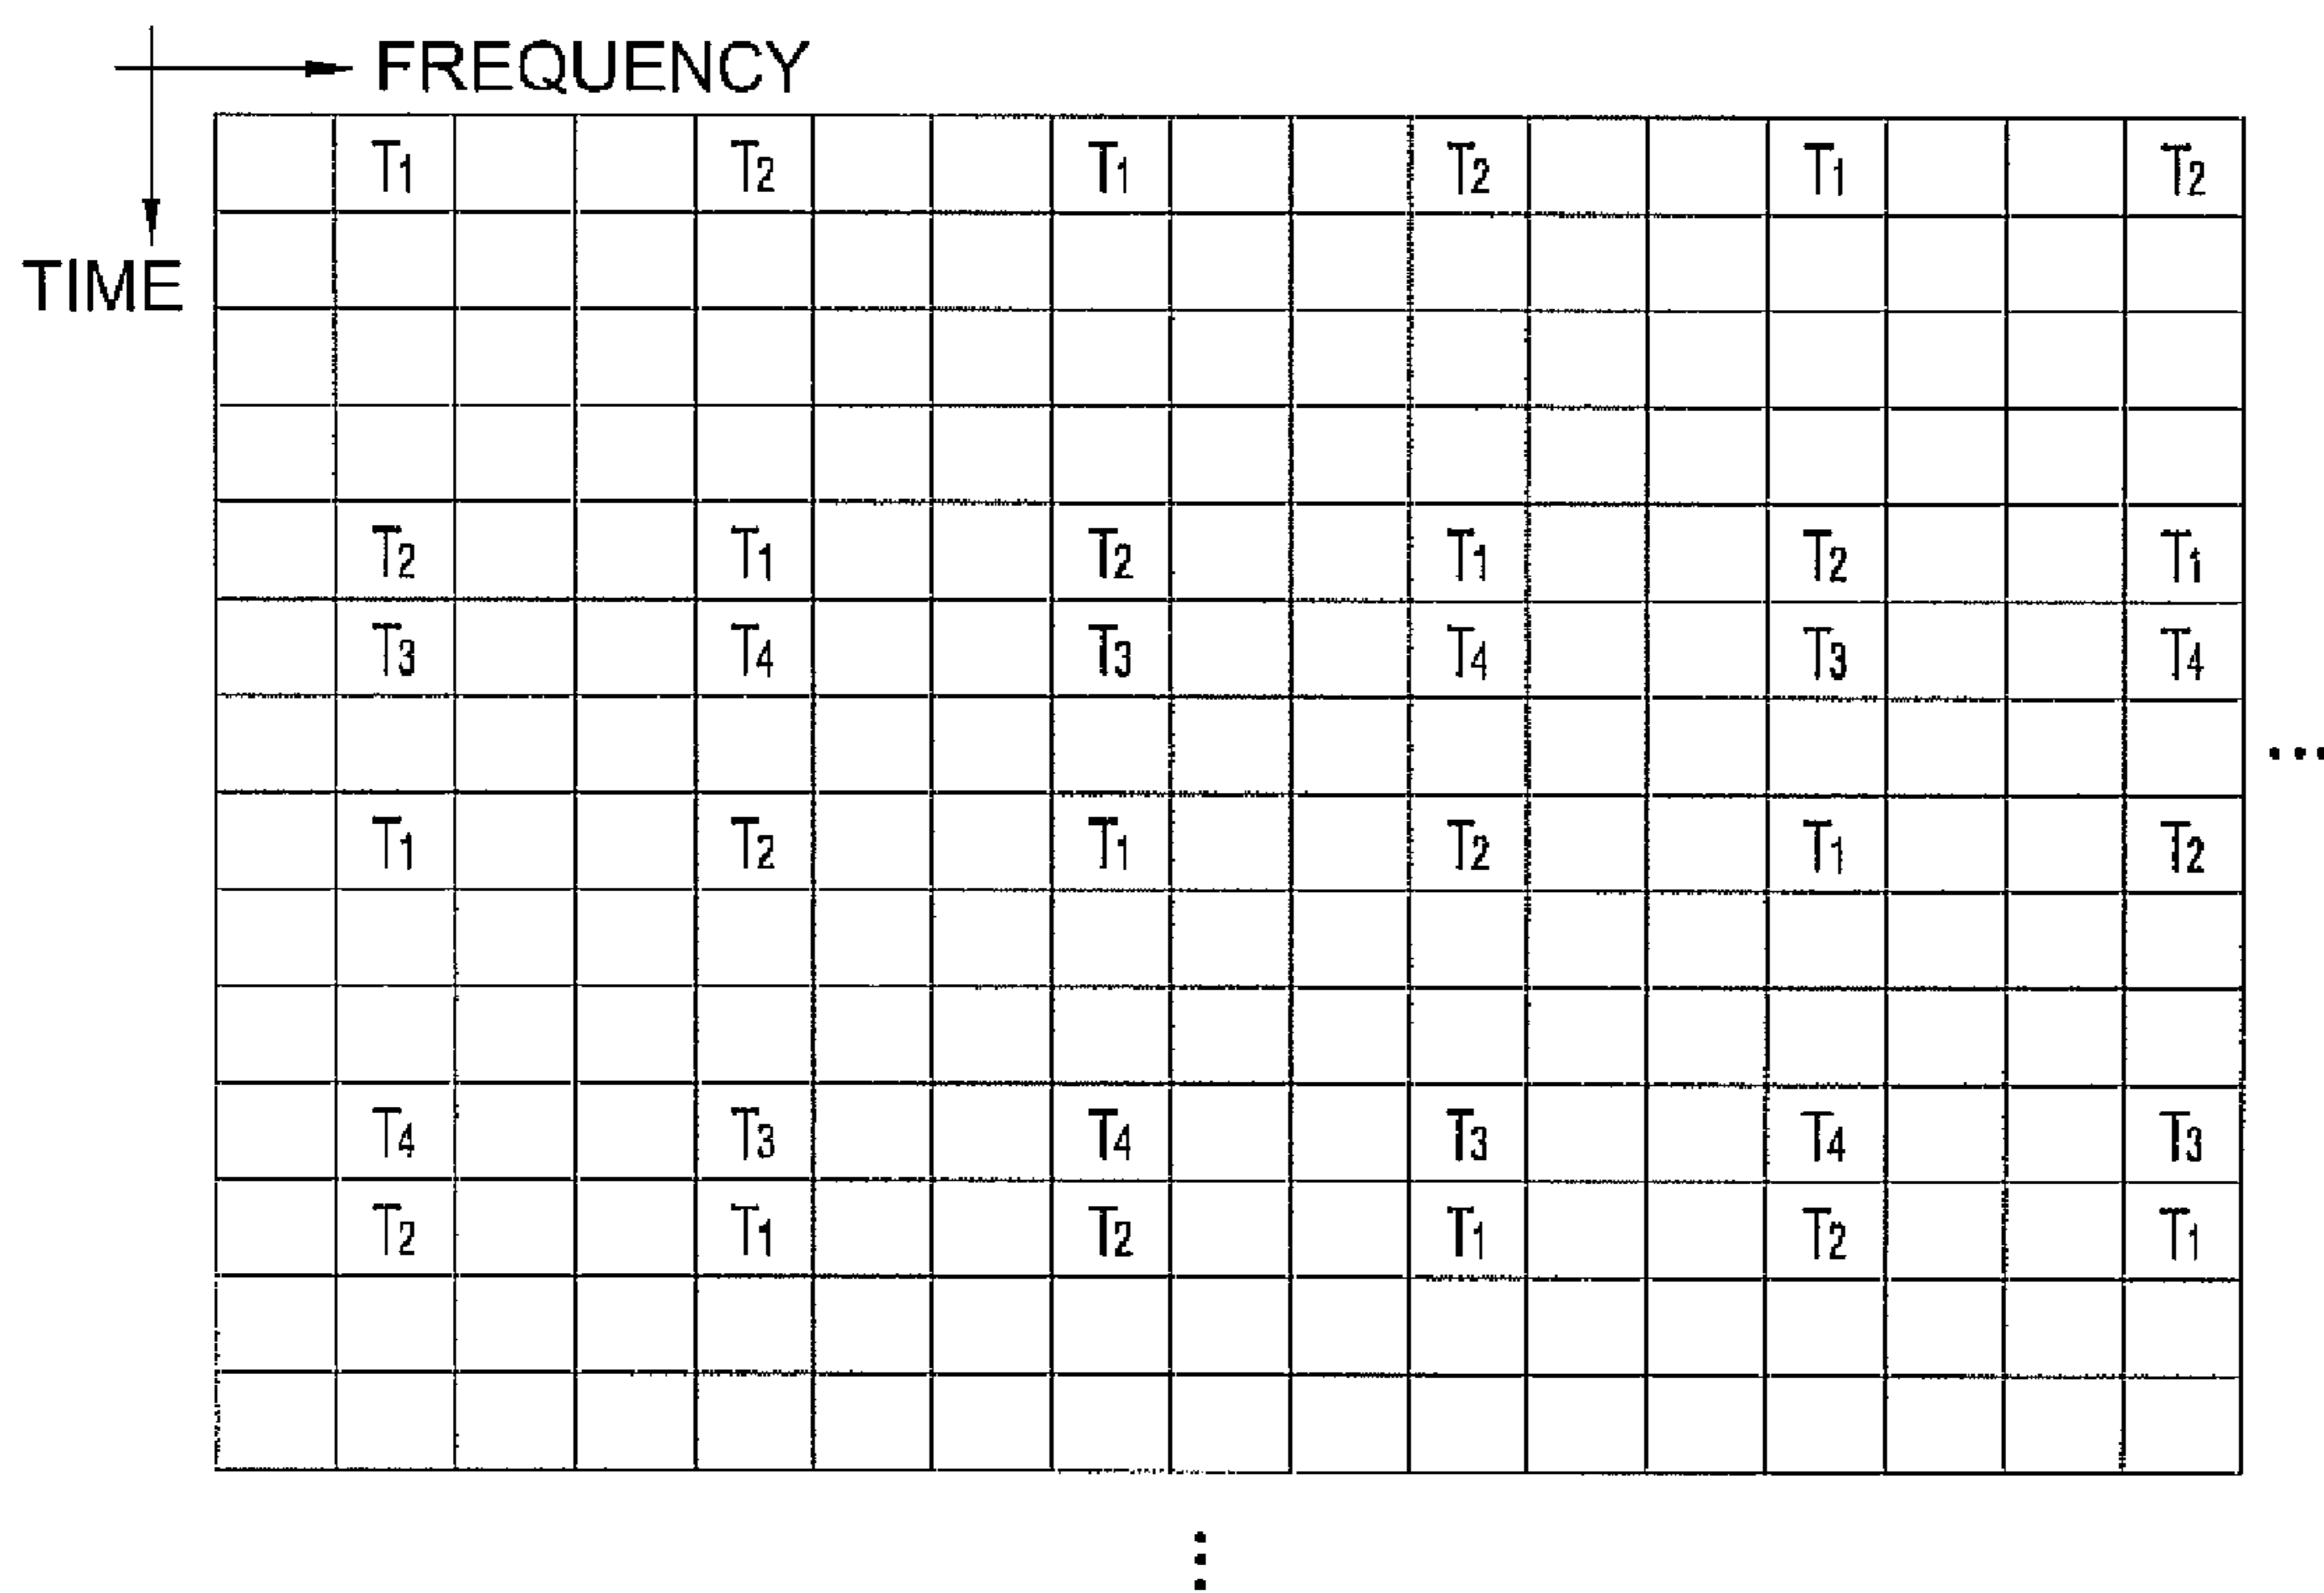 FREQUENCY
T1 T2 T1 T2 T1 T2
TIME
T2 T1 T2 T1 T2 T1
T3 T4 T3 T4 T3 T4
...
T1 T2 T1 T2 T1 T2
T4 T3 T4 T3 T4 T3
T2 T1 T2 T1 T2 T1
⋮